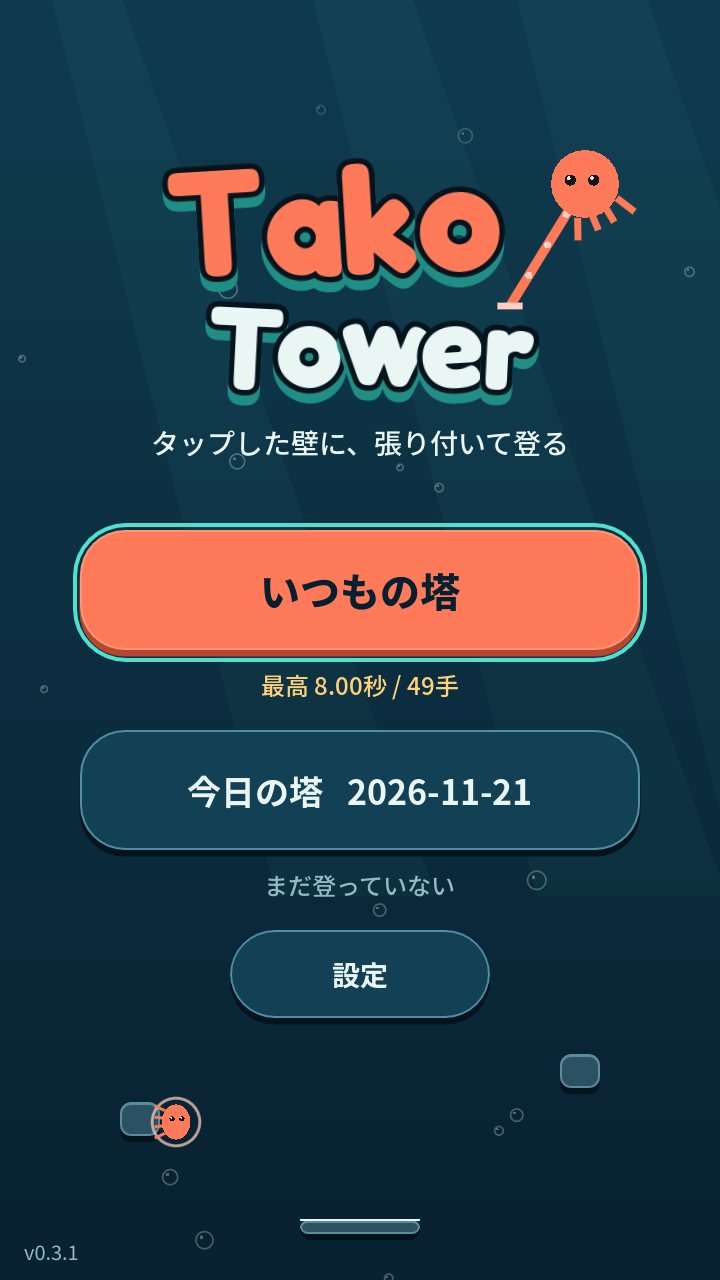 Tako
Tower
タップした壁に、張り付いて登る
いつもの塔
最高 8.00秒 / 49手
今日の塔 2026-11-21
まだ登っていない
設定
v0.3.1